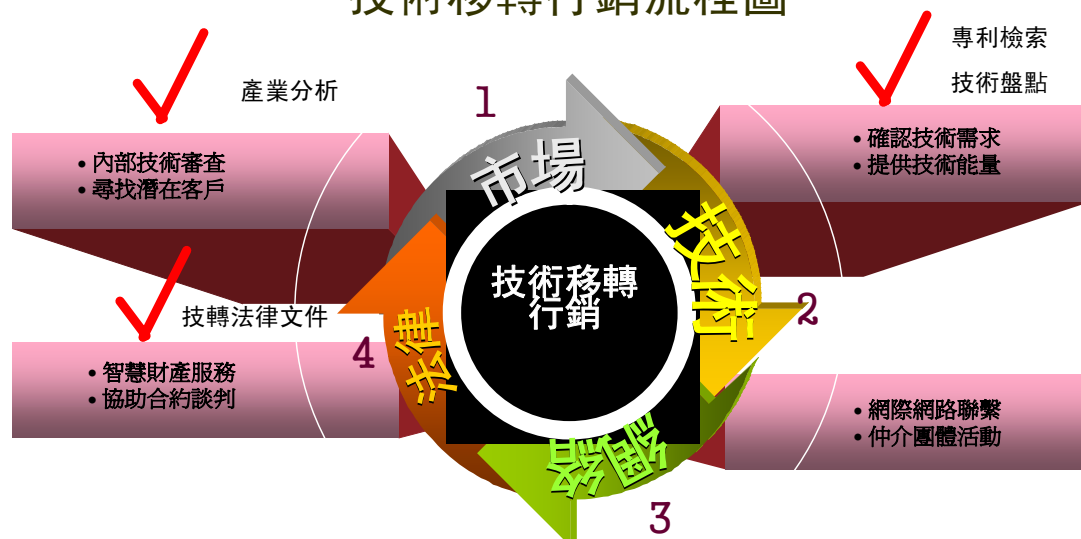 技術移轉行銷流程圖
產業分析
• 內部技術審查
• 尋找潛在客戶
1
市場
專利檢索
技術盤點
• 確認技術需求
• 提供技術能量
2
技術
技術移轉
行銷
技轉法律文件
• 智慧財產服務
• 協助合約談判
4
法律
• 網際網路聯繫
• 仲介團體活動
3
網絡